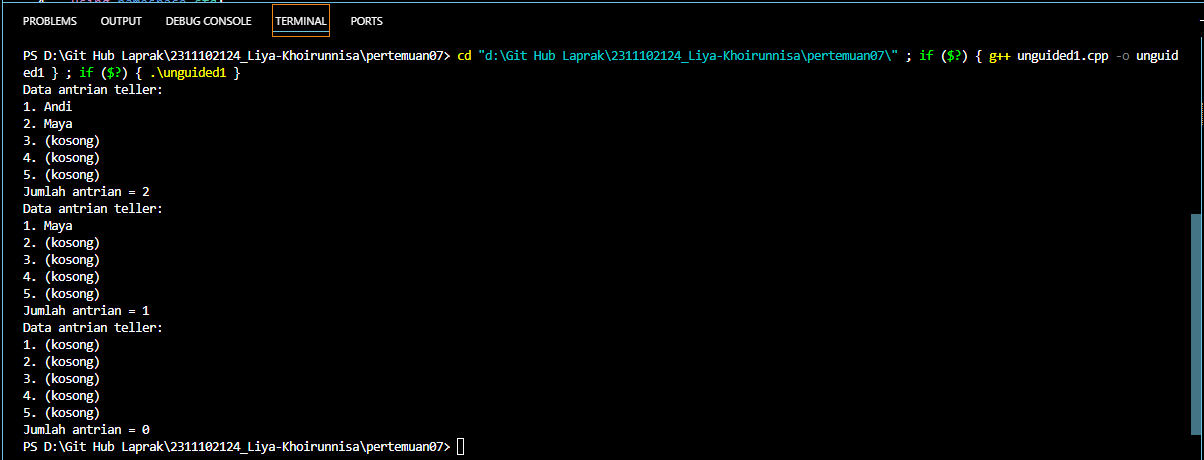 PROBLEMS OUTPUT DEBUG CONSOLE TERMINAL PORTS
PS D:\Git Hub Laprak\2311102124_Liya-Khoirunnisa\pertemuan07> cd "d:\Git Hub Laprak\2311102124_Liya-Khoirunnisa\pertemuan07\" ; if ($?) { g++ unguided1.cpp -o unguid
ed1 } ; if ($?) { .\unguided1 }
Data antrian teller:
1. Andi
2. Maya
3. (kosong)
4. (kosong)
5. (kosong)
Jumlah antrian = 2
Data antrian teller:
1. Maya
2. (kosong)
3. (kosong)
4. (kosong)
5. (kosong)
Jumlah antrian = 1
Data antrian teller:
1. (kosong)
2. (kosong)
3. (kosong)
4. (kosong)
5. (kosong)
Jumlah antrian = 0
PS D:\Git Hub Laprak\2311102124_Liya-Khoirunnisa\pertemuan07>